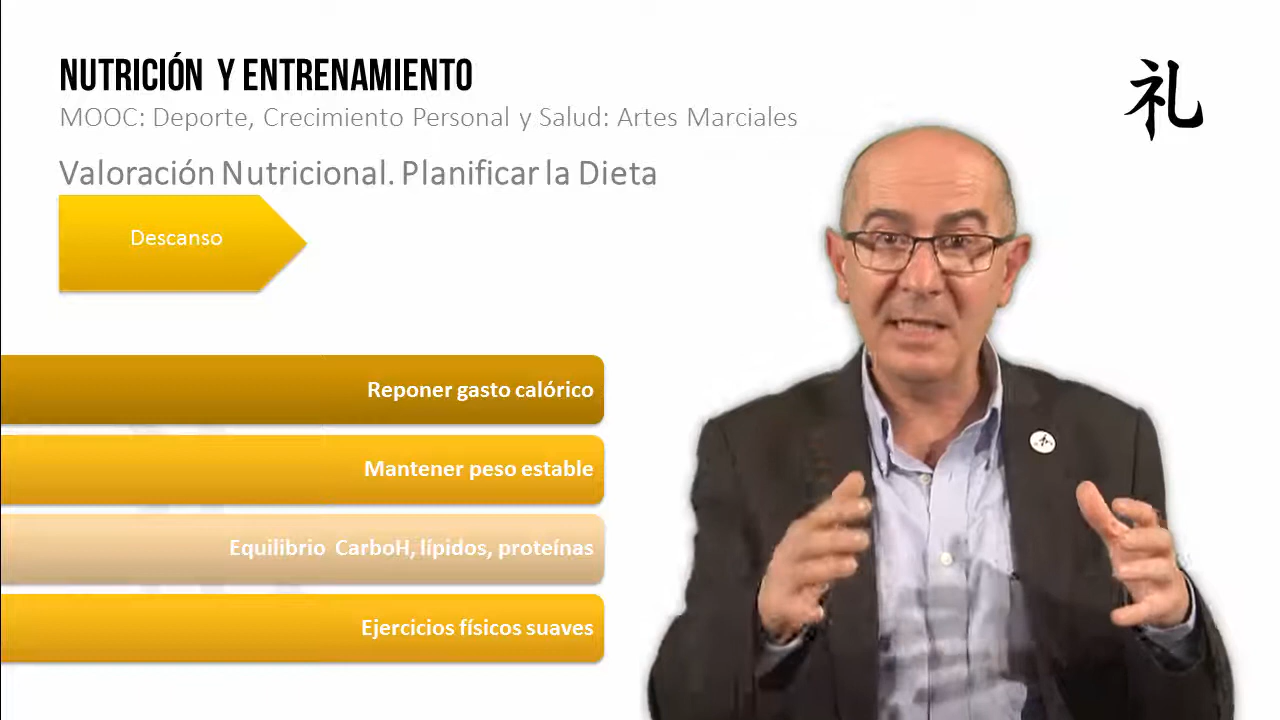 NUTRICIÓN Y ENTRENAMIENTO
MOOC: Deporte, Crecimiento Personal y Salud: Artes Marciales
礼
Valoración Nutricional. Planificar la Dieta
Descanso
Reponer gasto calórico
Mantener peso estable
Equilibrio CarboH, lípidos, proteínas
Ejercicios físicos suaves